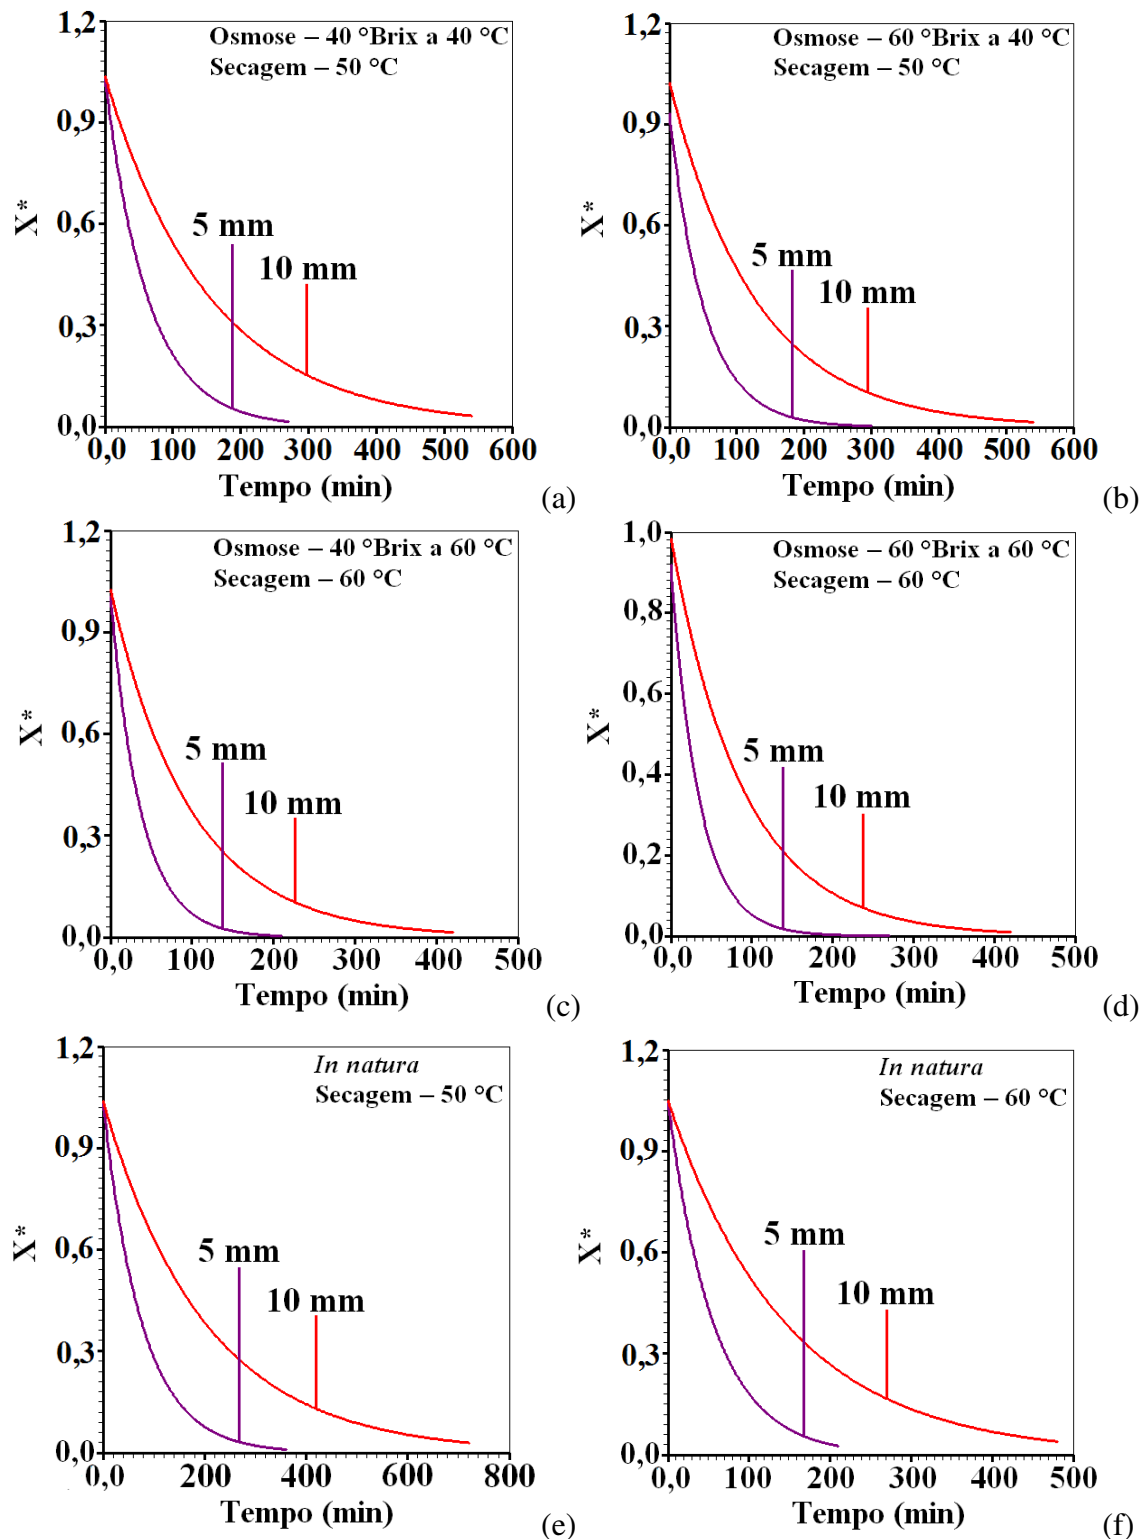 1,2
Osmose – 40 °Brix a 40 °C
Secagem – 50 °C
0,9
X*
0,6
5 mm
10 mm
0,3
0,0
0,0 100 200 300 400 500 600
Tempo (min)
(a)
1,2
Osmose – 60 °Brix a 40 °C
Secagem – 50 °C
0,9
X*
0,6
5 mm
10 mm
0,3
0,0
0,0 100 200 300 400 500 600
Tempo (min)
(b)
1,2
Osmose – 40 °Brix a 60 °C
Secagem – 60 °C
0,9
X*
0,6
5 mm
10 mm
0,3
0,0
0,0 100 200 300 400 500
Tempo (min)
(c)
1,0
Osmose – 60 °Brix a 60 °C
Secagem – 60 °C
0,8
X*
0,6
5 mm
0,4
10 mm
0,2
0,0
0,0 100 200 300 400 500
Tempo (min)
(d)
1,2
In natura
Secagem – 50 °C
0,9
X*
0,6
5 mm
10 mm
0,3
0,0
0,0 200 400 600 800
Tempo (min)
(e)
1,2
In natura
Secagem – 60 °C
0,9
X*
0,6
5 mm
10 mm
0,3
0,0
0,0 100 200 300 400 500
Tempo (min)
(f)